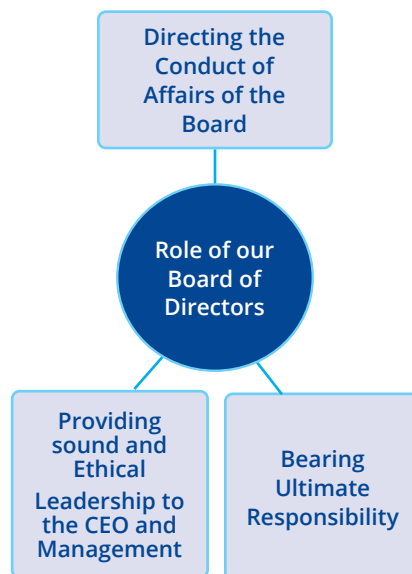 Directing the
Conduct of
Affairs of the
Board
Role of our
Board of
Directors
Providing
sound and
Ethical
Leadership to
the CEO and
Management
Bearing
Ultimate
Responsibility